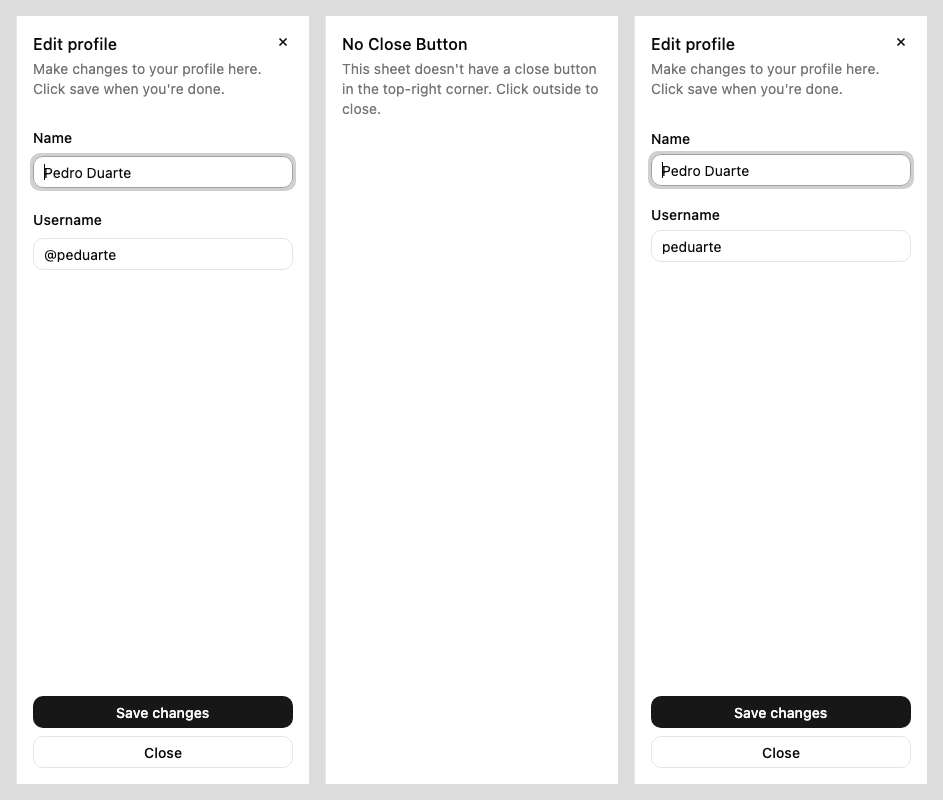 Edit profile
Make changes to your profile here.
Click save when you're done.
Name
Pedro Duarte
Username
@peduarte
Save changes
Close
No Close Button
This sheet doesn't have a close button
in the top-right corner. Click outside to
close.
Edit profile
Make changes to your profile here.
Click save when you're done.
Name
Pedro Duarte
Username
peduarte
Save changes
Close